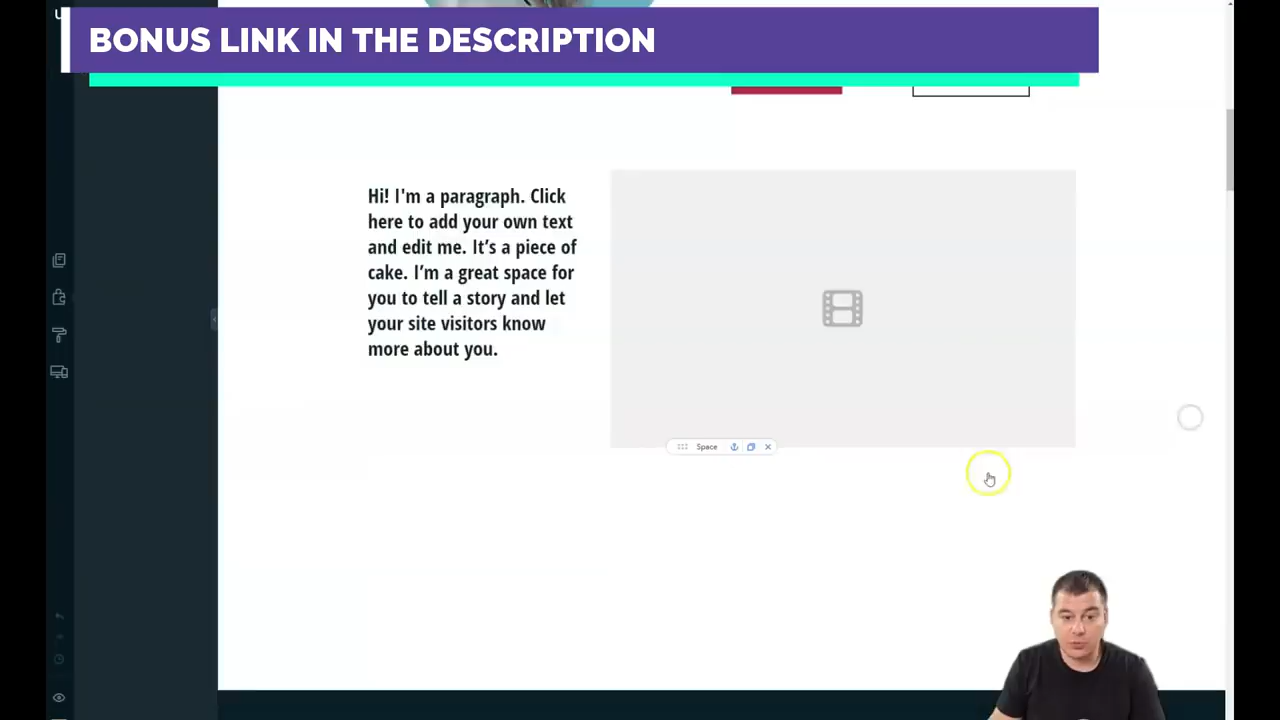 BONUS LINK IN THE DESCRIPTION
Hi! I'm a paragraph. Click
here to add your own text
and edit me. It’s a piece of
cake. I’m a great space for
you to tell a story and let
your site visitors know
more about you.
Space